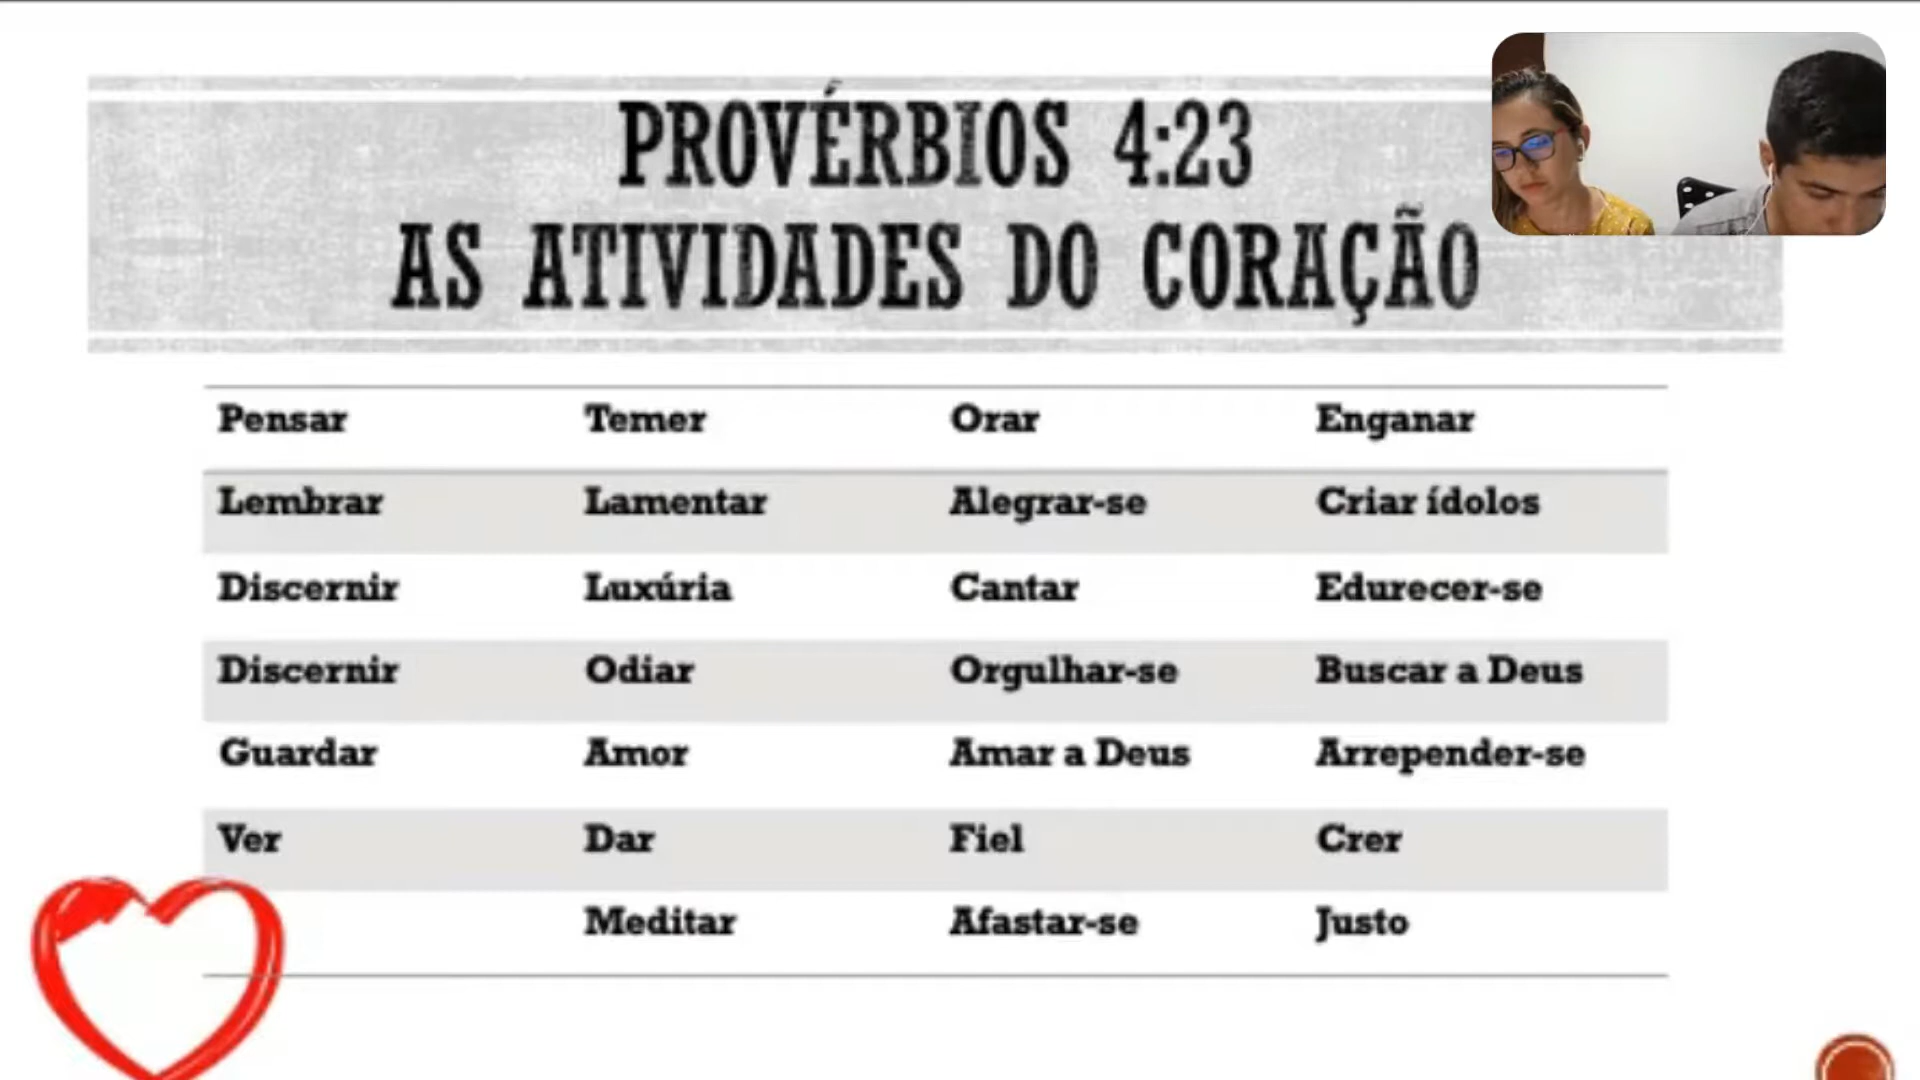 PROVÉRBIOS 4:23
AS ATIVIDADES DO CORAÇÃO
Pensar Temer Orar Enganar
Lembrar Lamentar Alegrar-se Criar ídolos
Discernir Luxúria Cantar Edurecer-se
Discernir Odiar Orgulhar-se Buscar a Deus
Guardar Amor Amar a Deus Arrepender-se
Ver Dar Fiel Crer
Meditar Afastar-se Justo